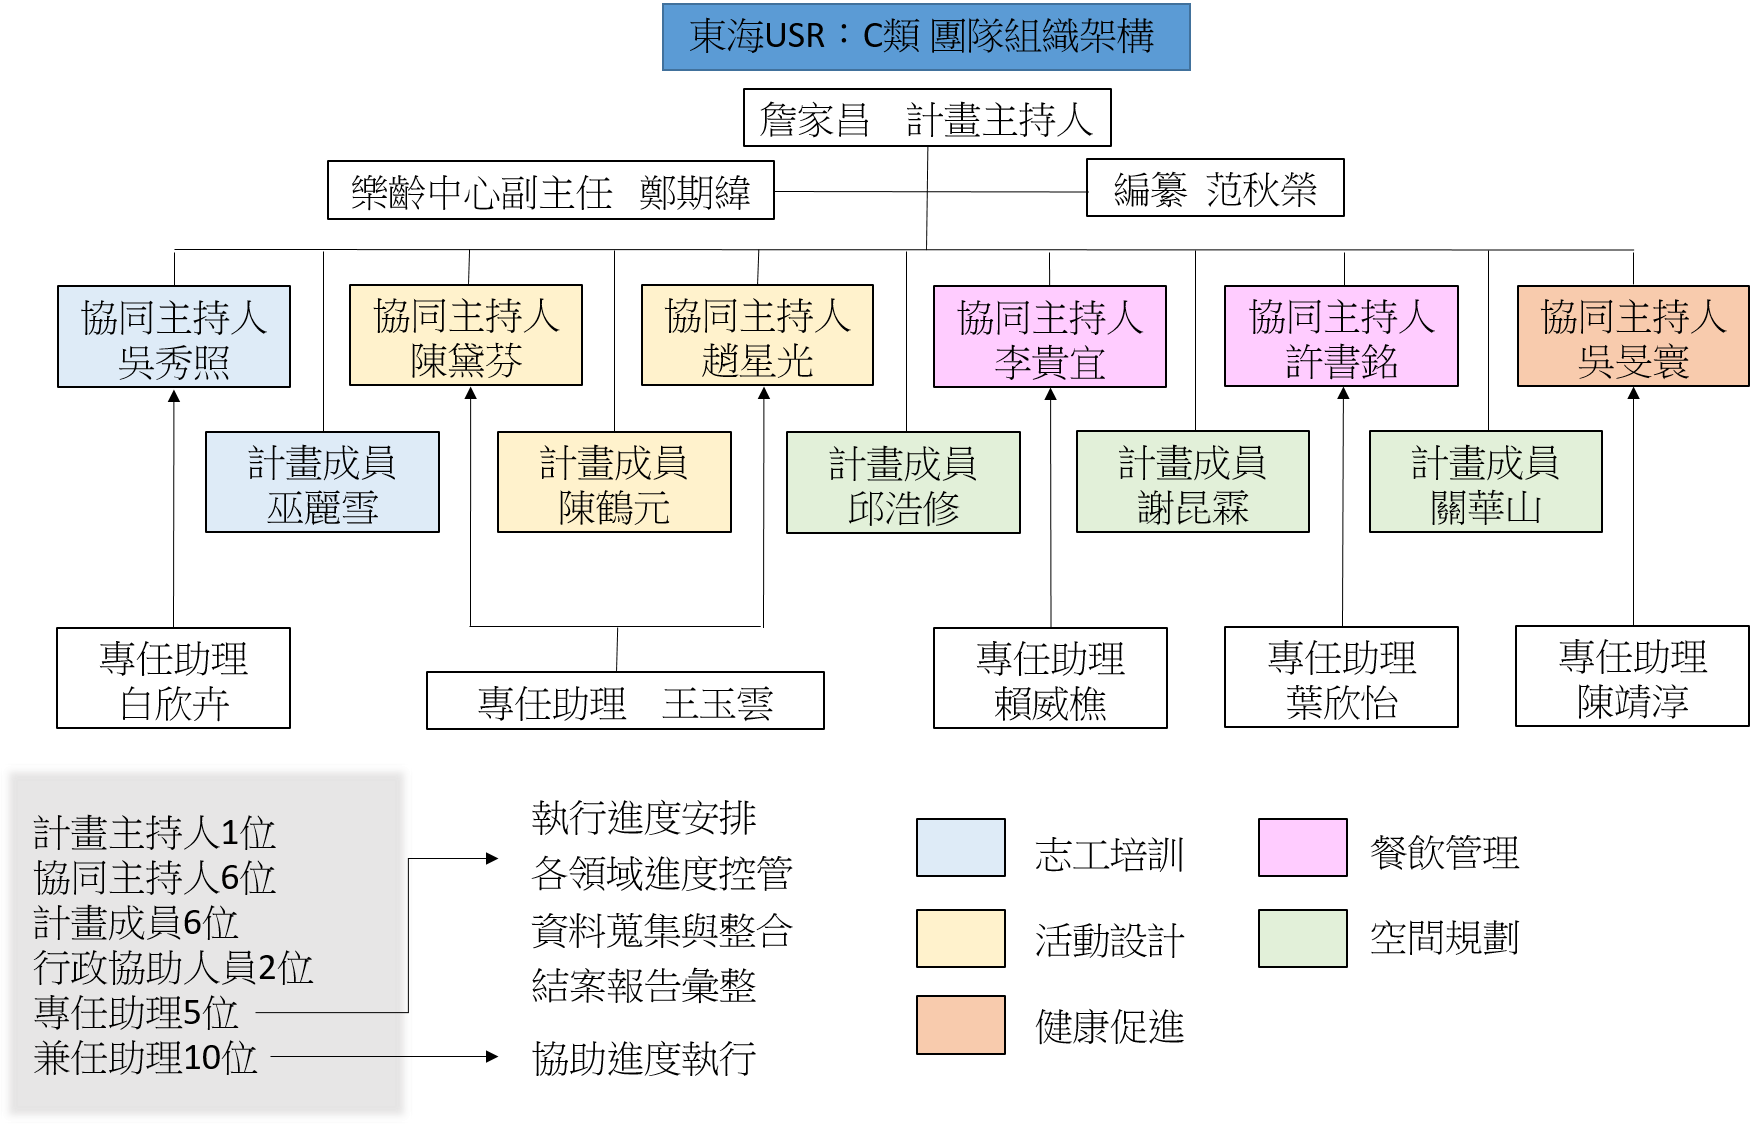 東海USR：C類 團隊組織架構
詹家昌 計畫主持人
樂齡中心副主任 鄭期緯
編纂 范秋榮
協同主持人
吳秀照
協同主持人
陳黛芬
協同主持人
趙星光
協同主持人
李貴宜
協同主持人
許書銘
協同主持人
吳旻寰
計畫成員
巫麗雪
計畫成員
陳鶴元
計畫成員
邱浩修
計畫成員
謝昆霖
計畫成員
關華山
專任助理
白欣卉
專任助理 王玉雲
專任助理
賴威樵
專任助理
葉欣怡
專任助理
陳靖淳
計畫主持人1位
協同主持人6位
計畫成員6位
行政協助人員2位
專任助理5位
兼任助理10位
執行進度安排
各領域進度控管
資料蒐集與整合
結案報告彙整
協助進度執行
志工培訓
餐飲管理
活動設計
空間規劃
健康促進